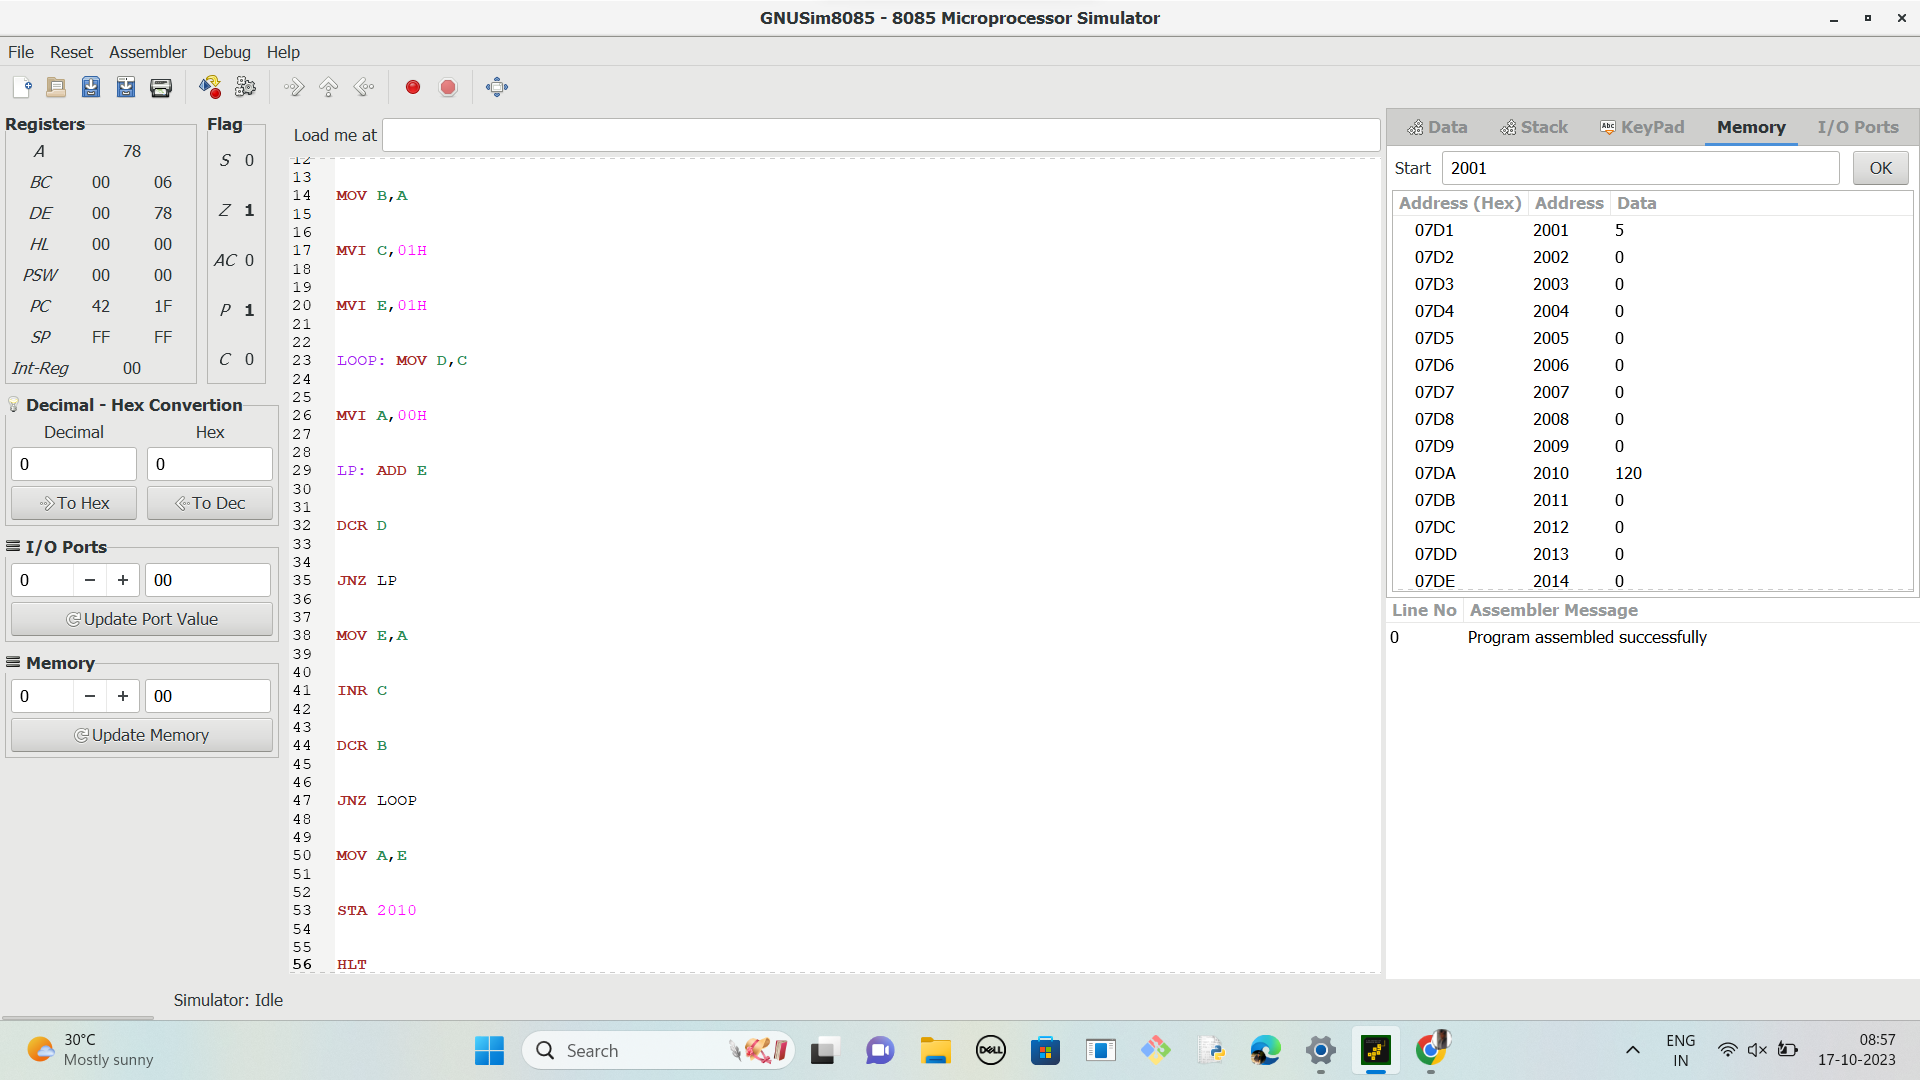 GNUSim8085 - 8085 Microprocessor Simulator
File Reset Assembler Debug Help
Registers
A 78
BC 00 06
DE 00 78
HL 00 00
PSW 00 00
PC 42 1F
SP FF FF
Int-Reg 00
Flag
S 0
Z 1
AC 0
P 1
C 0
Decimal - Hex Convertion
Decimal Hex
0 0
To Hex To Dec
I/O Ports
0 − + 00
Update Port Value
Memory
0 − + 00
Update Memory
Load me at
12
13
14 MOV B,A
15
16
17 MVI C,01H
18
19
20 MVI E,01H
21
22
23 LOOP: MOV D,C
24
25
26 MVI A,00H
27
28
29 LP: ADD E
30
31
32 DCR D
33
34
35 JNZ LP
36
37
38 MOV E,A
39
40
41 INR C
42
43
44 DCR B
45
46
47 JNZ LOOP
48
49
50 MOV A,E
51
52
53 STA 2010
54
55
56 HLT
Data Stack Abc KeyPad Memory I/O Ports
Start 2001 OK
Address (Hex) Address Data
07D1 2001 5
07D2 2002 0
07D3 2003 0
07D4 2004 0
07D5 2005 0
07D6 2006 0
07D7 2007 0
07D8 2008 0
07D9 2009 0
07DA 2010 120
07DB 2011 0
07DC 2012 0
07DD 2013 0
07DE 2014 0
Line No Assembler Message
0 Program assembled successfully
Simulator: Idle
30°C
Mostly sunny
Search
DELL
ENG
IN
08:57
17-10-2023